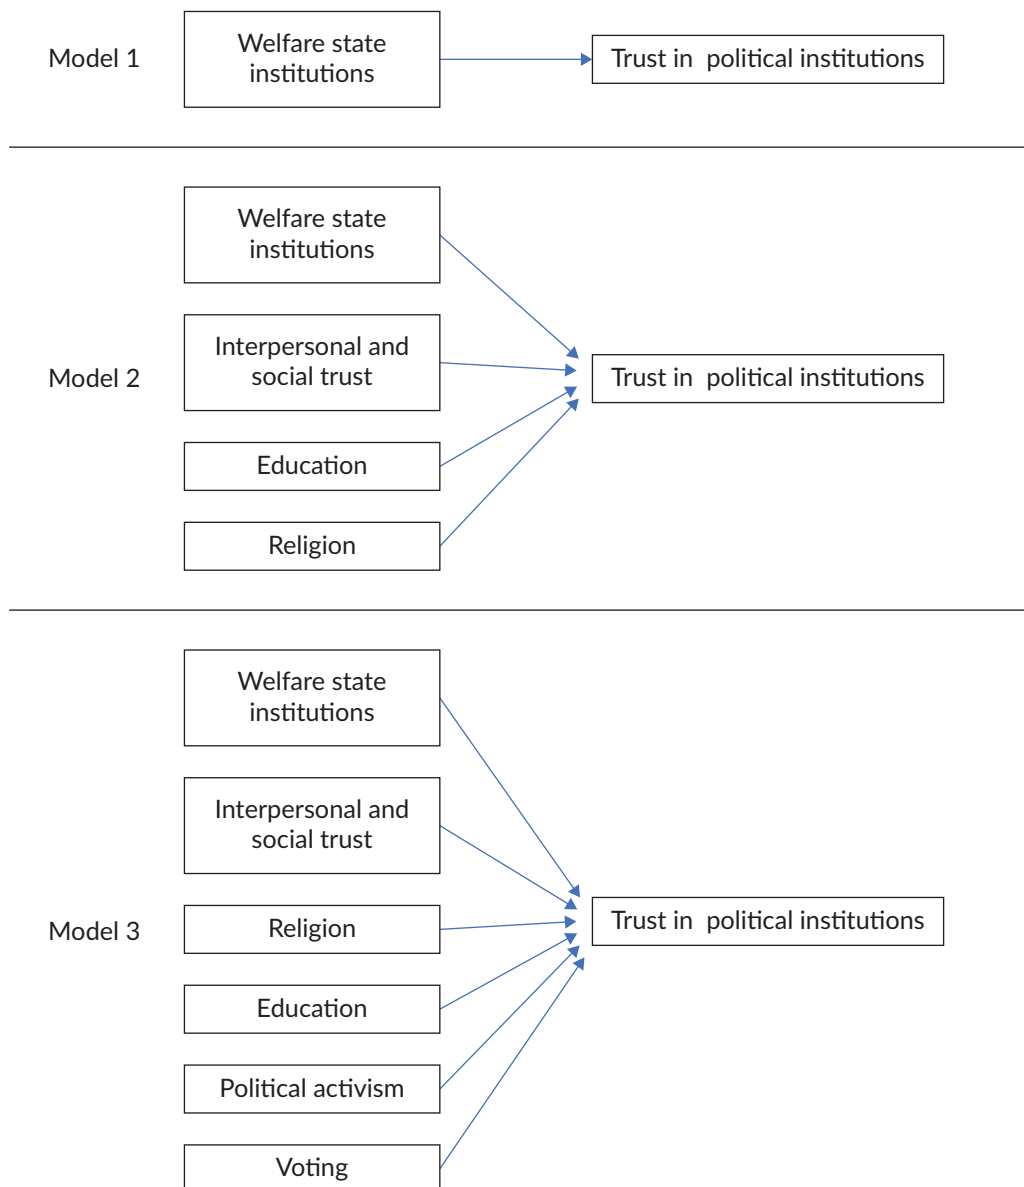 Model 1
Welfare state
institutions
Trust in political institutions
Model 2
Welfare state
institutions
Interpersonal and
social trust
Education
Religion
Trust in political institutions
Model 3
Welfare state
institutions
Interpersonal and
social trust
Religion
Education
Political activism
Voting
Trust in political institutions